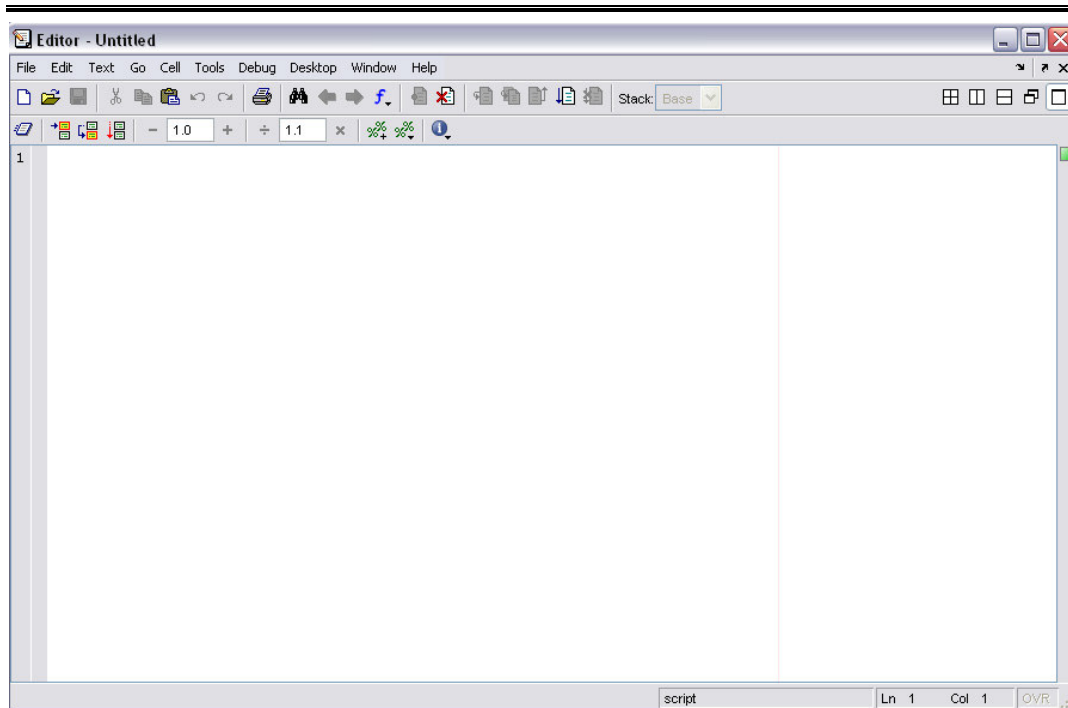 Editor - Untitled
File Edit Text Go Cell Tools Debug Desktop Window Help
Stack: Base
1.0 1.1
1
script Ln 1 Col 1 OVR